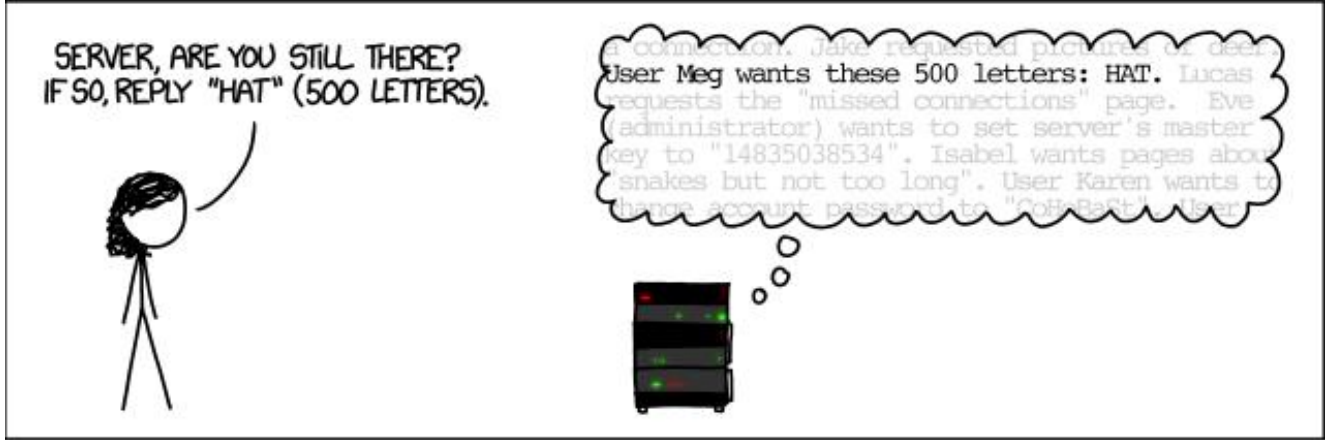 SERVER, ARE YOU STILL THERE?
IF SO, REPLY "HAT" (500 LETTERS).
a connection. Jake requested pictures of deer.
User Meg wants these 500 letters: HAT. Lucas
requests the "missed connections" page. Eve
(administrator) wants to set server's master
key to "14835038534". Isabel wants pages about
"snakes but not too long". User Karen wants to
change account password to "CoHoBaSt". User